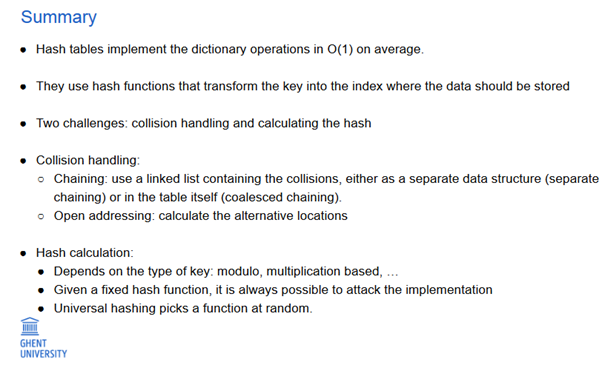 Summary
● Hash tables implement the dictionary operations in O(1) on average.
● They use hash functions that transform the key into the index where the data should be stored
● Two challenges: collision handling and calculating the hash
● Collision handling:
○ Chaining: use a linked list containing the collisions, either as a separate data structure (separate
chaining) or in the table itself (coalesced chaining).
○ Open addressing: calculate the alternative locations
● Hash calculation:
● Depends on the type of key: modulo, multiplication based, …
● Given a fixed hash function, it is always possible to attack the implementation
● Universal hashing picks a function at random.
GHENT
UNIVERSITY